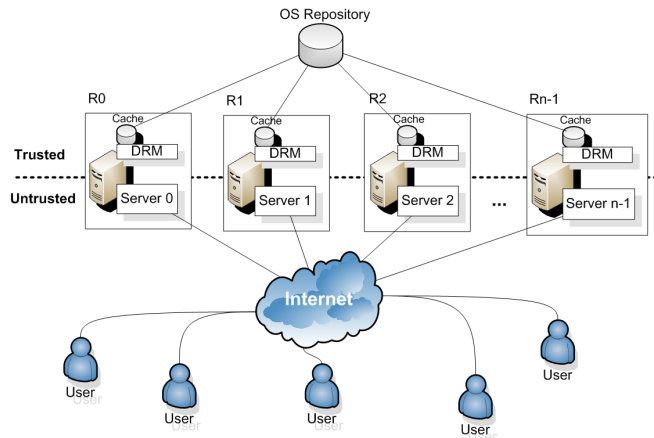 OS Repository
R0
R1
R2
Rn-1
Cache
Cache
Cache
Cache
DRM
DRM
DRM
DRM
Trusted
Untrusted
Server 0
Server 1
Server 2
...
Server n-1
Internet
User
User
User
User
User